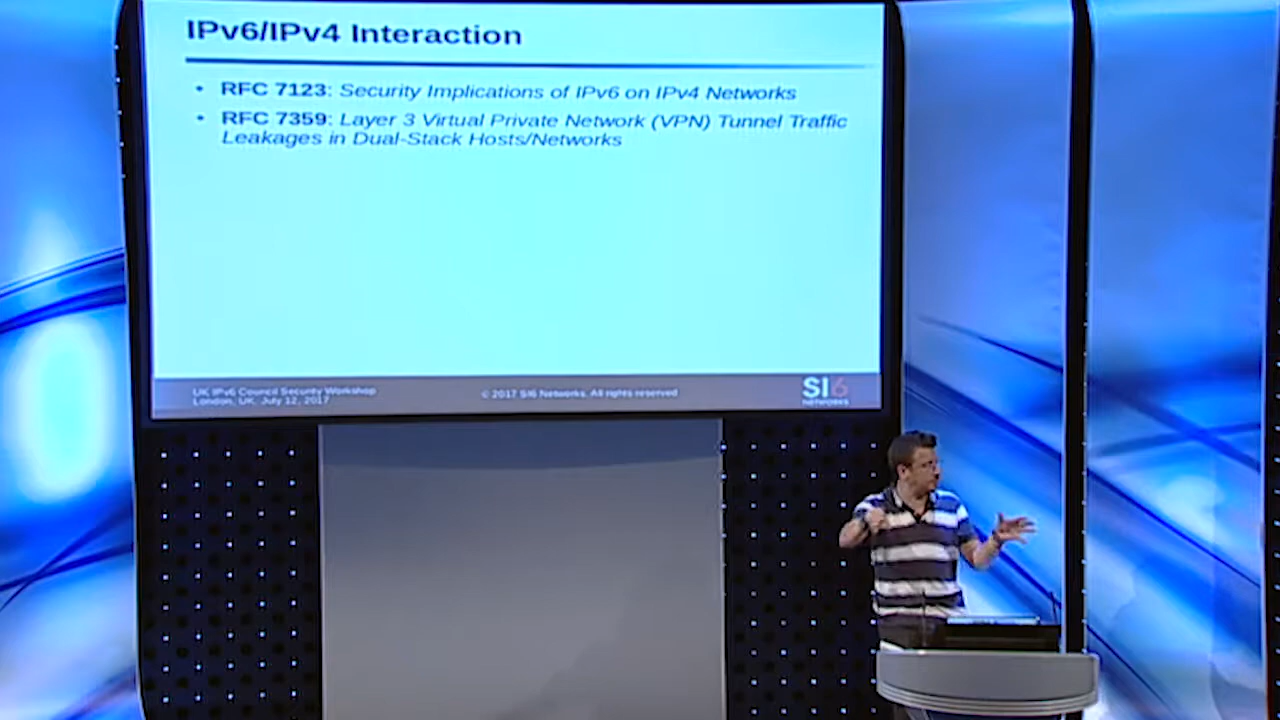 IPv6/IPv4 Interaction
• RFC 7123: Security Implications of IPv6 on IPv4 Networks
• RFC 7359: Layer 3 Virtual Private Network (VPN) Tunnel Traffic
Leakages in Dual-Stack Hosts/Networks
UK IPv6 Council Security Workshop
London, UK. July 12, 2017
© 2017 SI6 Networks. All rights reserved
SI6
NETWORKS